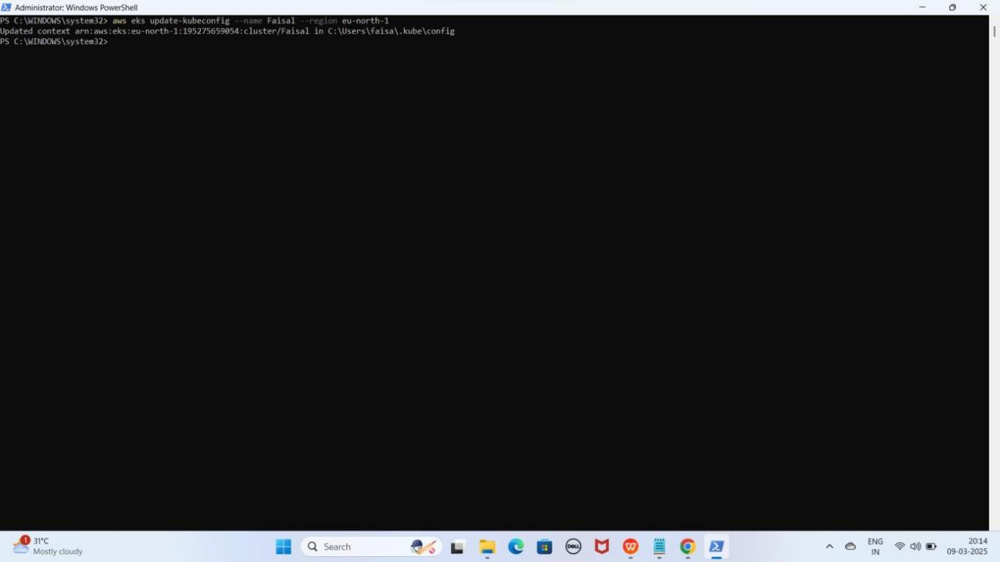 Administrator: Windows PowerShell
PS C:\WINDOWS\system32> aws eks update-kubeconfig --name Faisal --region eu-north-1
Updated context arn:aws:eks:eu-north-1:195275659054:cluster/Faisal in C:\Users\faisa\.kube\config
PS C:\WINDOWS\system32>
1
31°C
Mostly cloudy
Search
DELL
W
ENG
IN
20:14
09-03-2025